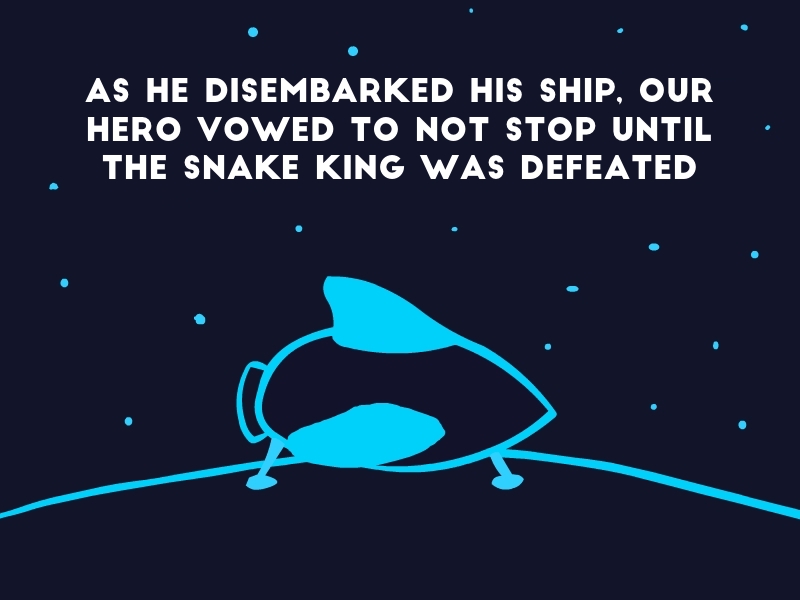 AS HE DISEMBARKED HIS SHIP, OUR
HERO VOWED TO NOT STOP UNTIL
THE SNAKE KING WAS DEFEATED